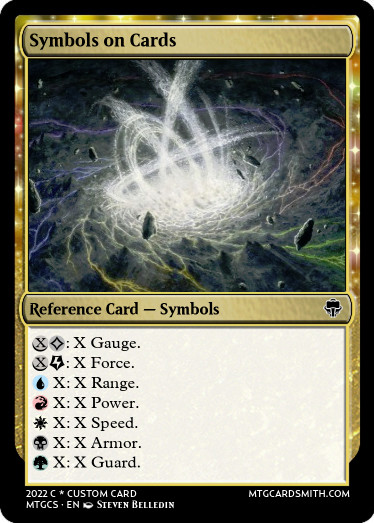 Symbols on Cards
Reference Card — Symbols
X: X Gauge.
X: X Force.
X: X Range.
X: X Power.
X: X Speed.
X: X Armor.
X: X Guard.
2022 C * CUSTOM CARD
MTGCARDSMITH.COM
MTGCS · EN STEVEN BELLEDIN